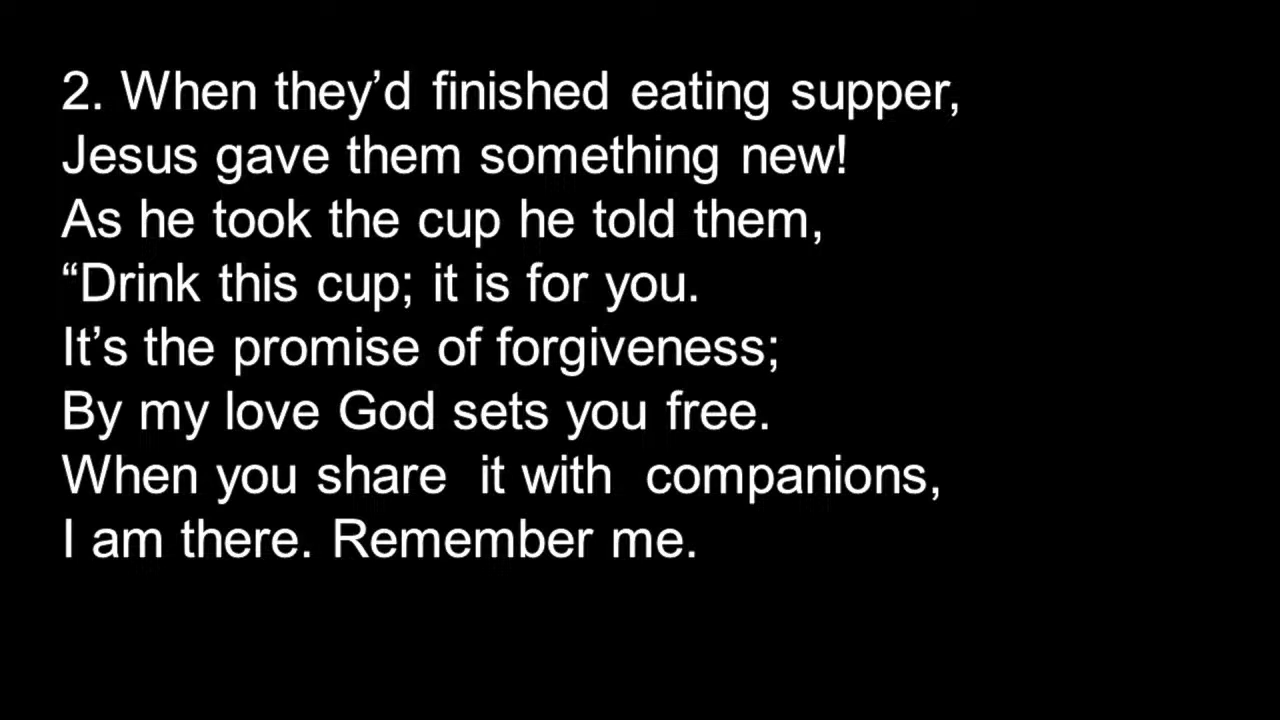 2. When they’d finished eating supper,
Jesus gave them something new!
As he took the cup he told them,
“Drink this cup; it is for you.
It’s the promise of forgiveness;
By my love God sets you free.
When you share  it with  companions,
I am there. Remember me.